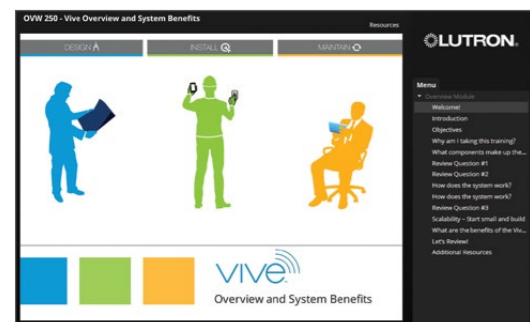 OVW 250 - Vive Overview and System Benefits
Resources
DESIGN
INSTALL
MAINTAIN
VIVE
Overview and System Benefits
LUTRON.
Menu
Overview Module
Welcome!
Introduction
Objectives
Why am I taking this training?
What components make up the...
Review Question #1
Review Question #2
How does the system work?
How does the system work?
Review Question #3
Scalability – Start small and build
What are the benefits of the Viv...
Let's Review!
Additional Resources